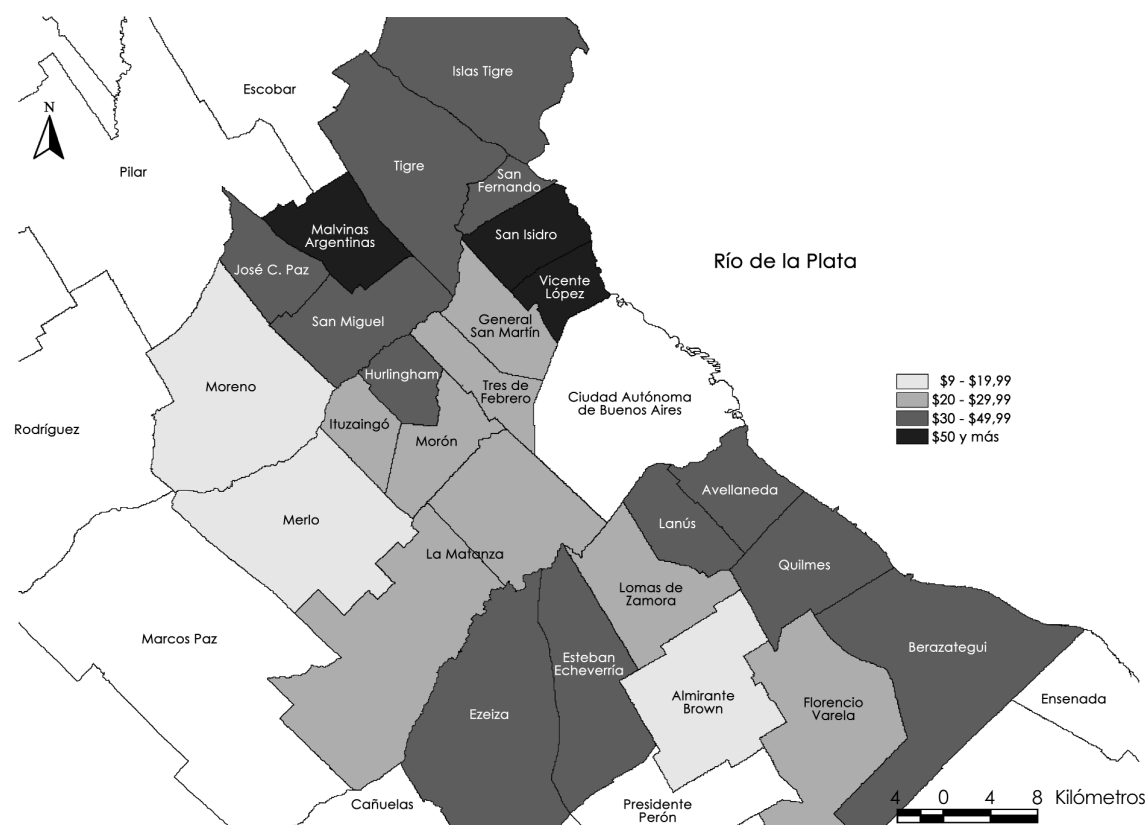 Islas Tigre
Escobar
N
Tigre
Pilar
San
Fernando
Malvinas
Argentinas
San Isidro
José C. Paz
Río de la Plata
Vicente
López
San Miguel
General
San Martín
Hurlingham
Moreno
Tres de
Febrero
Ciudad Autónoma
de Buenos Aires
$9 - $19,99
$20 - $29,99
$30 - $49,99
$50 y más
Rodríguez
Ituzaingó
Morón
Avellaneda
Merlo
Lanús
La Matanza
Quilmes
Lomas de
Zamora
Marcos Paz
Berazategui
Esteban
Echeverría
Almirante
Brown
Florencio
Varela
Ensenada
Ezeiza
Cañuelas
Presidente
Perón
4 0 4 8 Kilómetros